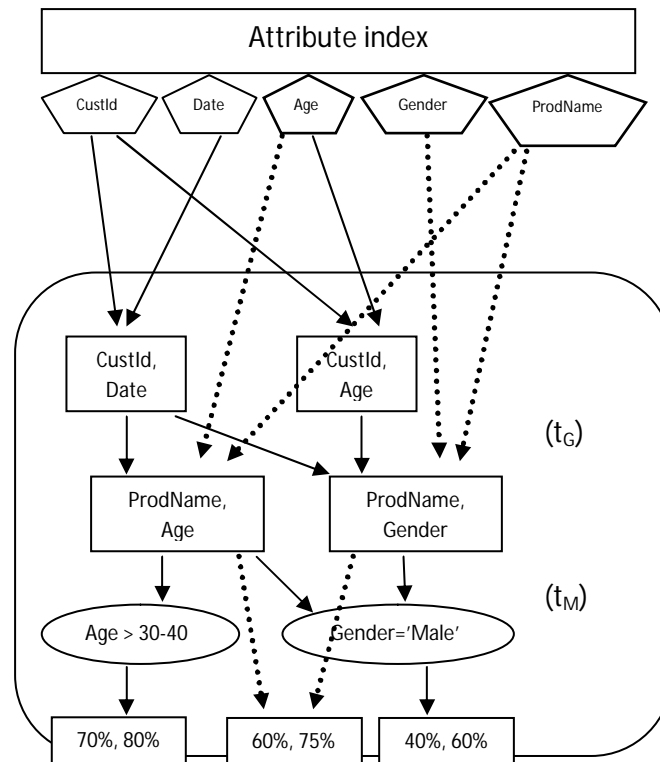 Attribute index
CustId
Date
Age
Gender
ProdName
CustId,
Date
CustId,
Age
(tG)
ProdName,
Age
ProdName,
Gender
(tM)
Age > 30-40
Gender='Male'
70%, 80%
60%, 75%
40%, 60%